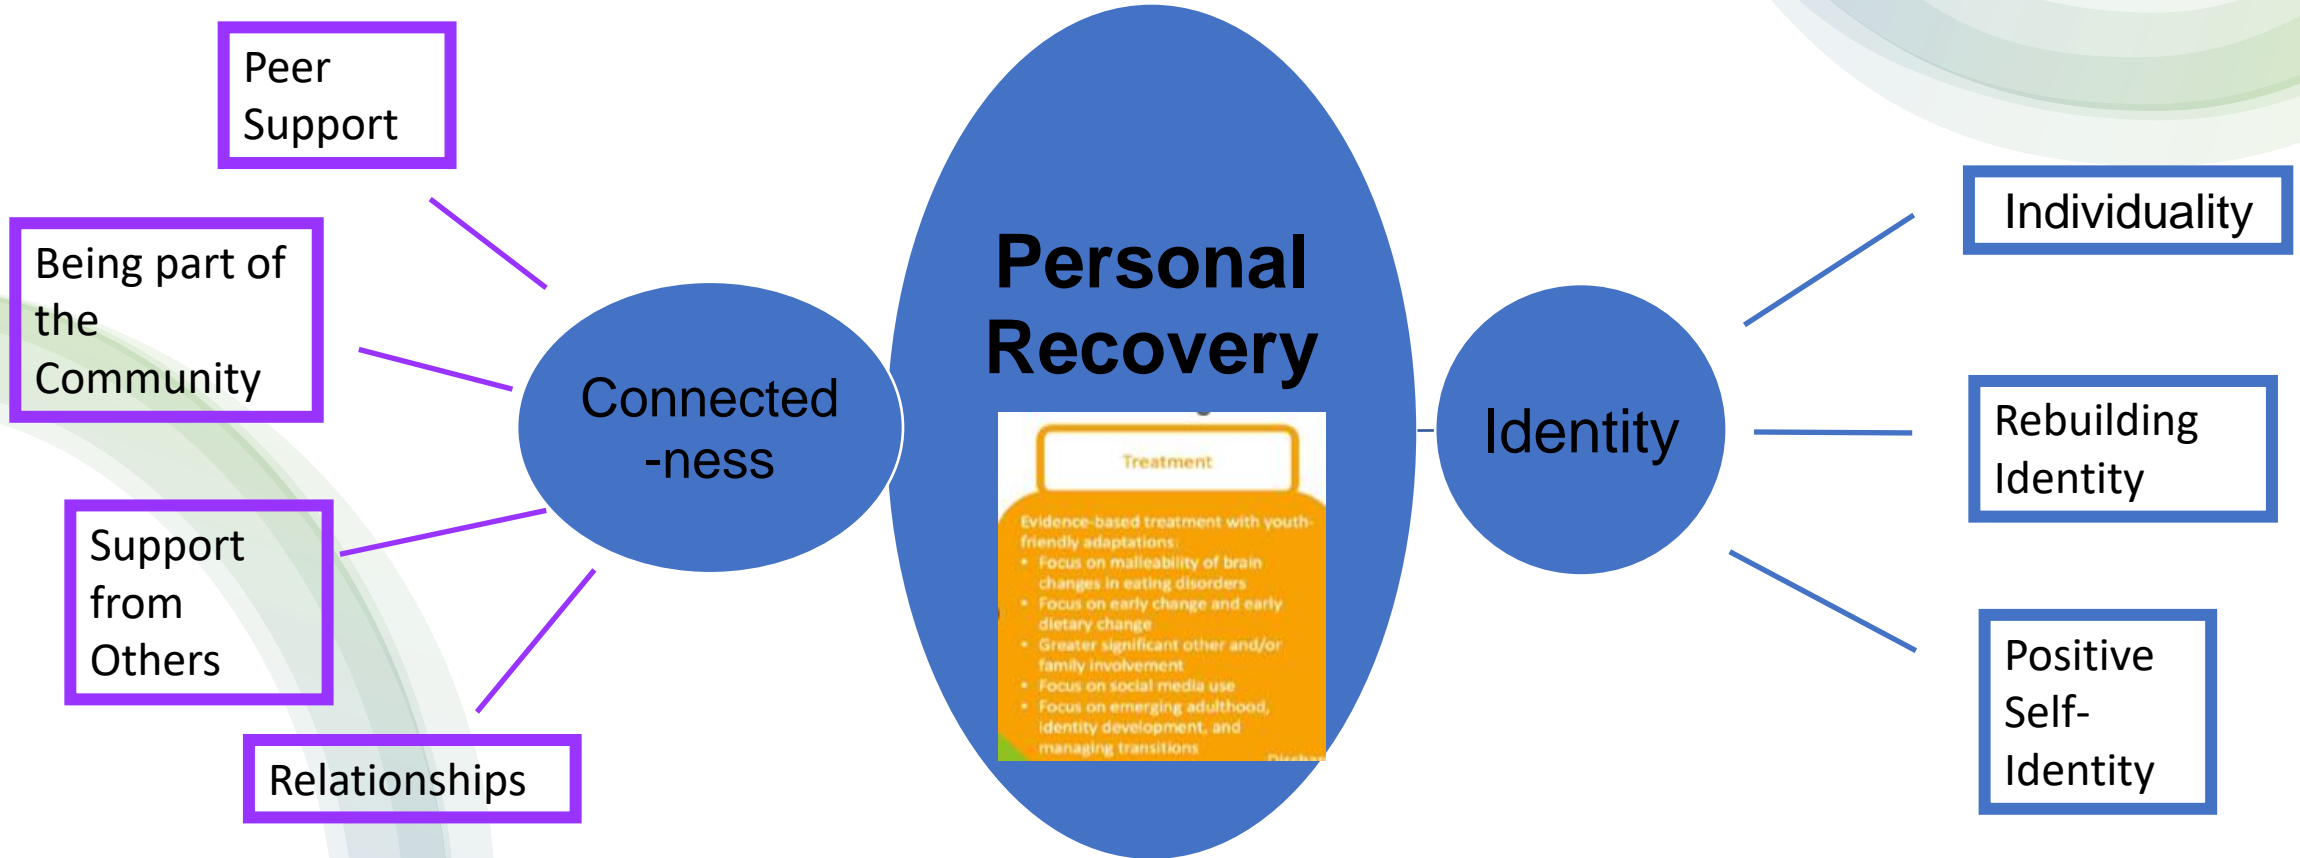 Peer
Support
Being part of
the
Community
Support
from
Others
Relationships
Connected
-ness
Personal
Recovery
Treatment
Evidence-based treatment with youth-
friendly adaptations:
• Focus on malleability of brain
changes in eating disorders
• Focus on early change and early
dietary change
• Greater significant other and/or
family involvement
• Focus on social media use
• Focus on emerging adulthood,
identity development, and
managing transitions
Identity
Individuality
Rebuilding
Identity
Positive
Self-
Identity